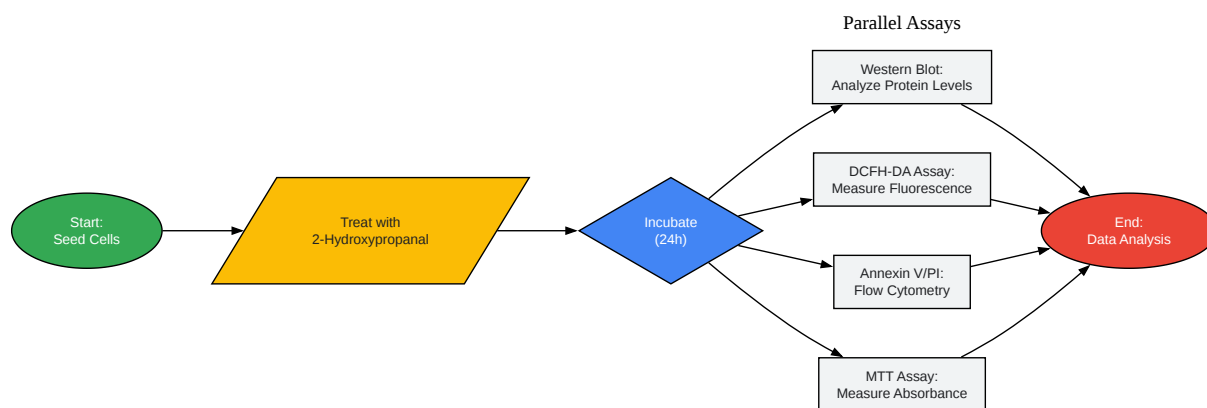 Parallel Assays
Start:
Seed Cells
Treat with
2-Hydroxypropanal
Incubate
(24h)
Western Blot:
Analyze Protein Levels
DCFH-DA Assay:
Measure Fluorescence
Annexin V/PI:
Flow Cytometry
MTT Assay:
Measure Absorbance
End:
Data Analysis